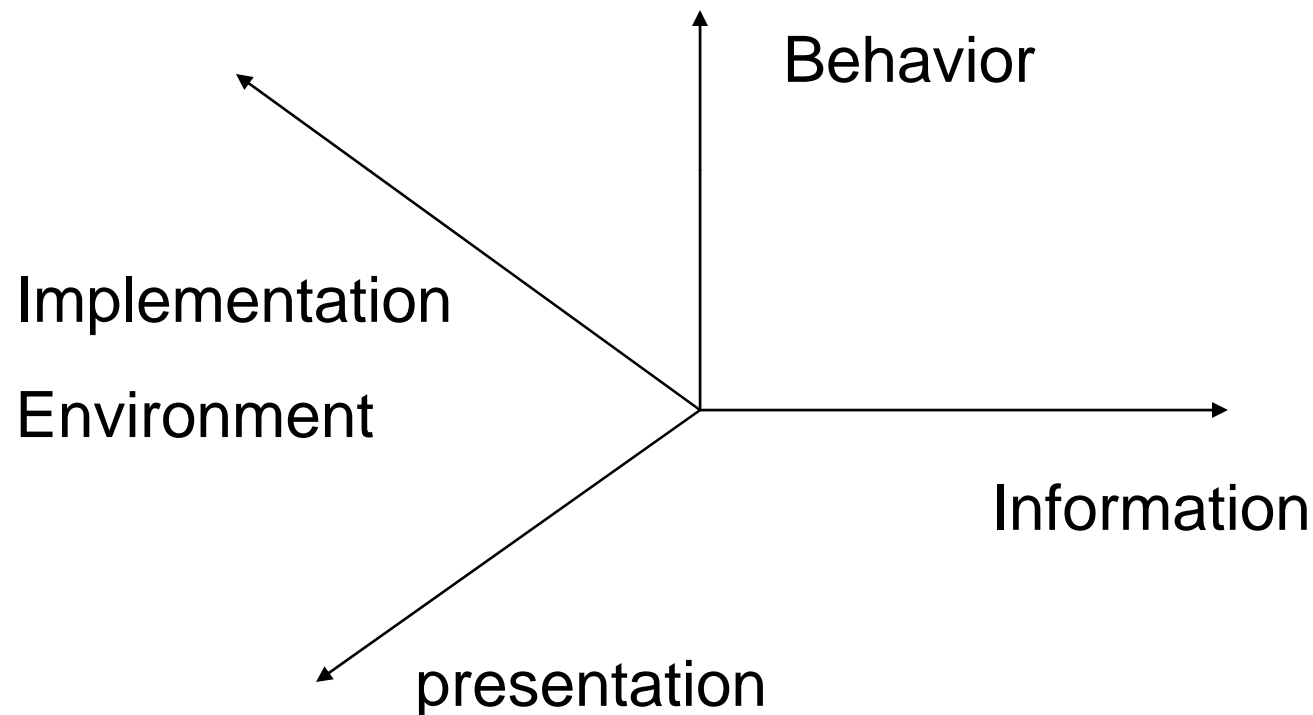 Behavior
Implementation
Environment
Information
presentation